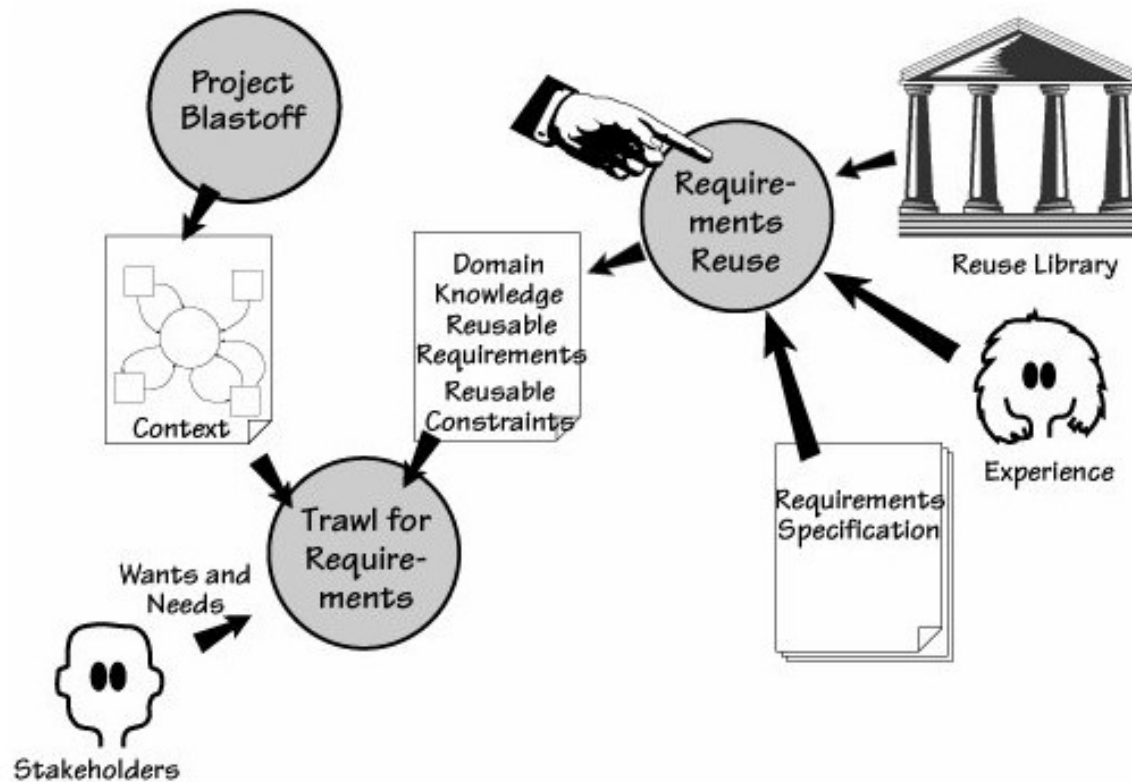 Project
Blastoff
Require-
ments
Reuse
Reuse Library
Domain
Knowledge
Reusable
Requirements
Reusable
Constraints
Context
Experience
Requirements
Specification
Trawl for
Require-
ments
Wants and
Needs
Stakeholders